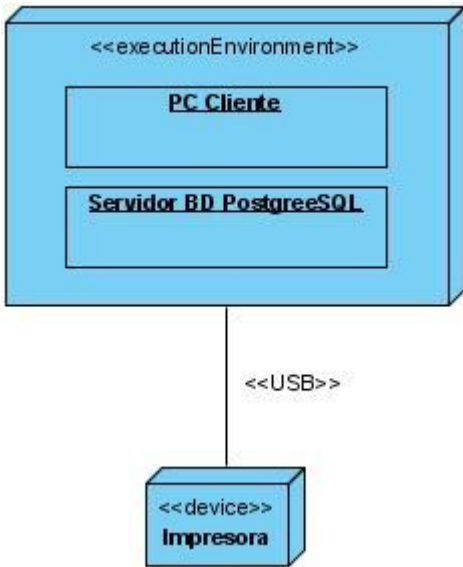 <<executionEnvironment>>
PC Cliente
Servidor BD PostgreeSQL
<<USB>>
<<device>>
Impresora